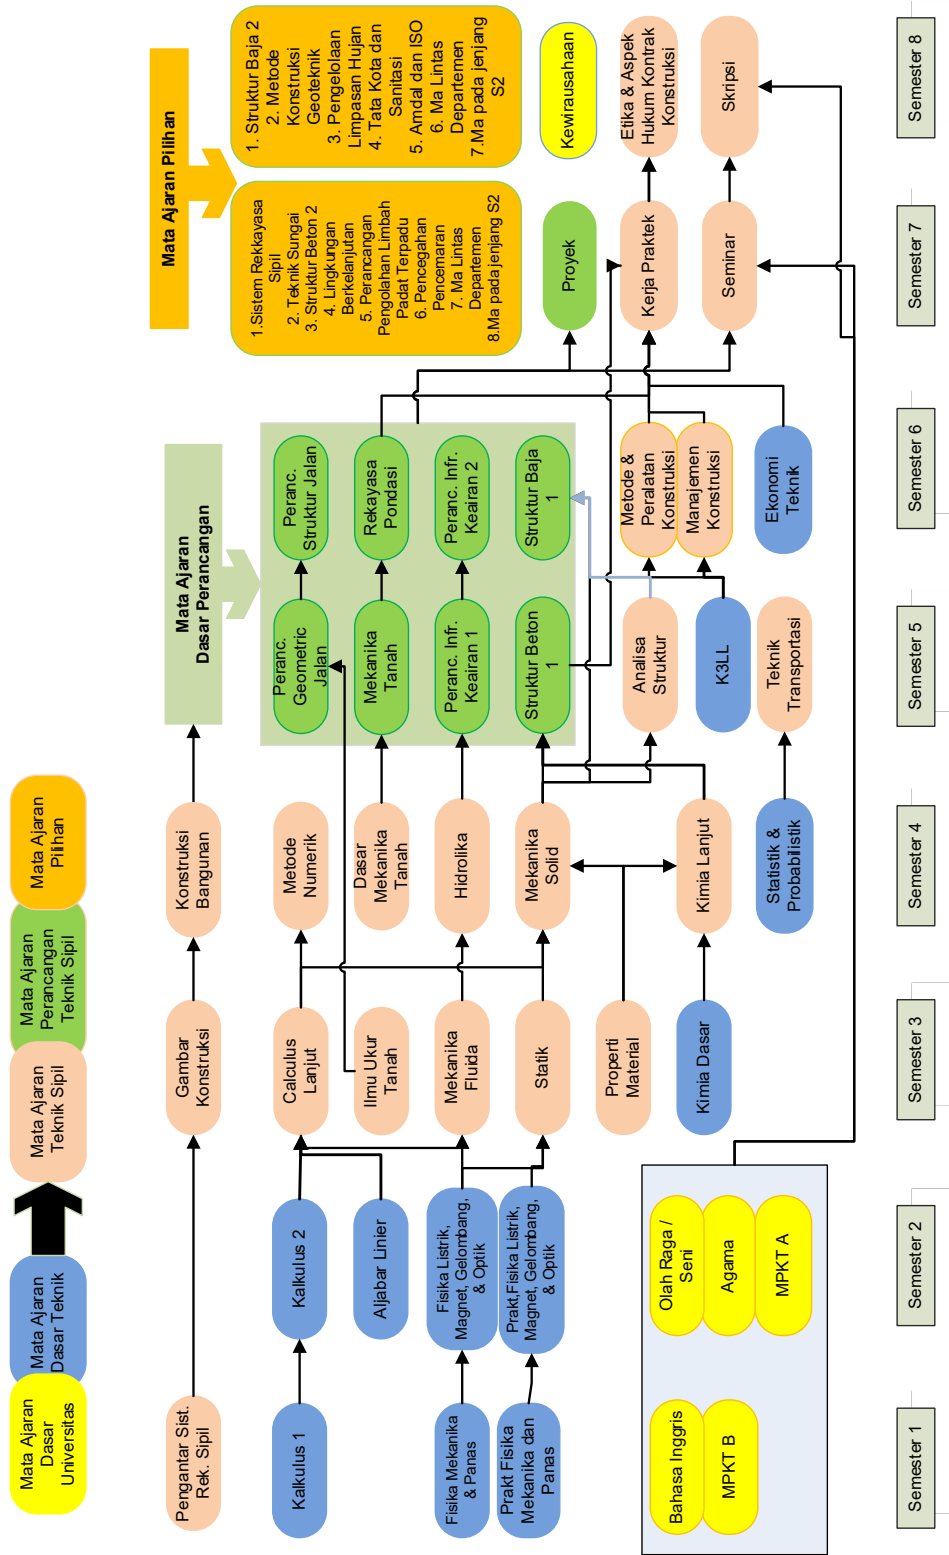 Mata Ajaran
Dasar
Universitas
Mata Ajaran
Dasar Teknik
Mata Ajaran
Teknik Sipil
Mata Ajaran
Perancangan
Teknik Sipil
Mata Ajaran
Pilihan
Pengantar Sist.
Rek. Sipil
Gambar
Konstruksi
Konstruksi
Bangunan
Mata Ajaran
Dasar Perancangan
Mata Ajaran Pilihan
1.Sistem Rekkayasa
Sipil
2. Teknik Sungai
3. Struktur Beton 2
4. Lingkungan
Berkelanjutan
5. Perancangan
Pengolahan Limbah
Padat Terpadu
6. Pencegahan
Pencemaran
7. Ma Lintas
Departemen
8.Ma pada jenjang S2
1. Struktur Baja 2
2. Metode
Konstruksi
Geoteknik
3. Pengelolaan
Limpasan Hujan
4. Tata Kota dan
Sanitasi
5. Amdal dan ISO
6. Ma Lintas
Departemen
7.Ma pada jenjang
S2
Kalkulus 1
Kalkulus 2
Calculus
Lanjut
Metode
Numerik
Peranc.
Geometric
Jalan
Peranc.
Struktur Jalan
Aljabar Linier
Ilmu Ukur
Tanah
Dasar
Mekanika
Tanah
Mekanika
Tanah
Rekayasa
Pondasi
Fisika Mekanika
& Panas
Fisika Listrik,
Magnet, Gelombang,
& Optik
Mekanika
Fluida
Hidrolika
Peranc. Infr.
Keairan 1
Peranc. Infr.
Keairan 2
Prakt Fisika
Mekanika dan
Panas
Prakt,Fisika Listrik,
Magnet, Gelombang,
& Optik
Statik
Mekanika
Solid
Struktur Beton
1
Struktur Baja
1
Proyek
Kewirausahaan
Properti
Material
Analisa
Struktur
Metode &
Peralatan
Konstruksi
Kerja Praktek
Etika & Aspek
Hukum Kontrak
Konstruksi
Kimia Dasar
Kimia Lanjut
K3LL
Manajemen
Konstruksi
Seminar
Skripsi
Statistik &
Probabilistik
Teknik
Transportasi
Ekonomi
Teknik
Bahasa Inggris
MPKT B
Olah Raga /
Seni
Agama
MPKT A
Semester 1
Semester 2
Semester 3
Semester 4
Semester 5
Semester 6
Semester 7
Semester 8